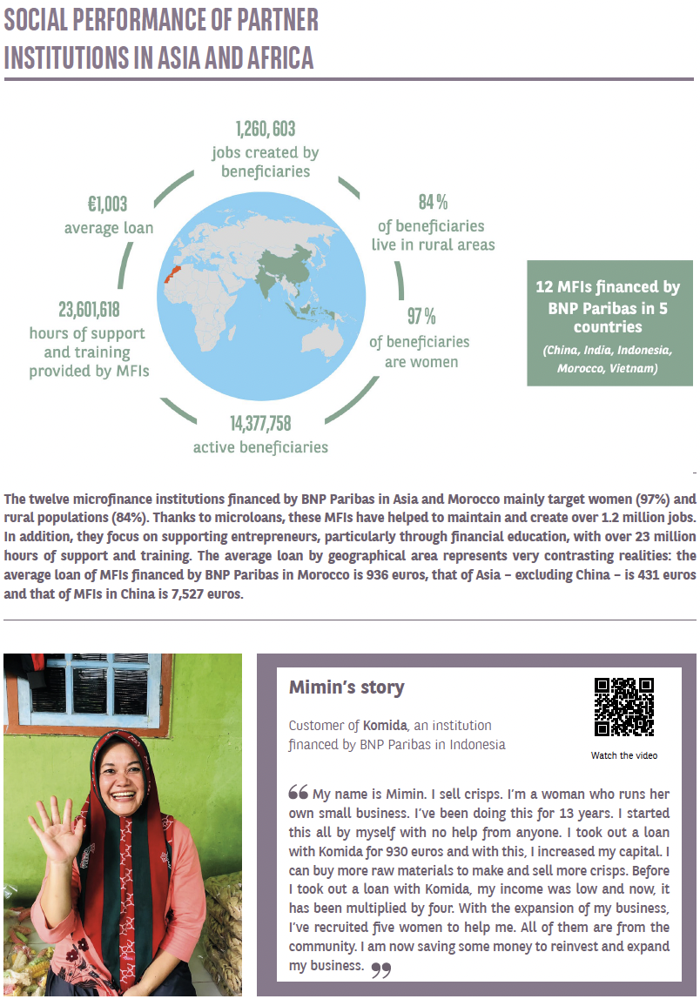 SOCIAL PERFORMANCE OF PARTNER
INSTITUTIONS IN ASIA AND AFRICA
1,260, 603
jobs created by
beneficiaries
€1,003
average loan
84 %
of beneficiaries
live in rural areas
23,601,618
hours of support
and training
provided by MFIs
97 %
of beneficiaries
are women
14,377,758
active beneficiaries
12 MFIs financed by
BNP Paribas in 5
countries
(China, India, Indonesia,
Morocco, Vietnam)
The twelve microfinance institutions financed by BNP Paribas in Asia and Morocco mainly target women (97%) and
rural populations (84%). Thanks to microloans, these MFIs have helped to maintain and create over 1.2 million jobs.
In addition, they focus on supporting entrepreneurs, particularly through financial education, with over 23 million
hours of support and training. The average loan by geographical area represents very contrasting realities: the
average loan of MFIs financed by BNP Paribas in Morocco is 936 euros, that of Asia – excluding China – is 431 euros
and that of MFIs in China is 7,527 euros.
Mimin's story
Customer of Komida, an institution
financed by BNP Paribas in Indonesia
Watch the video
“ My name is Mimin. I sell crisps. I'm a woman who runs her
own small business. I've been doing this for 13 years. I started
this all by myself with no help from anyone. I took out a loan
with Komida for 930 euros and with this, I increased my capital. I
can buy more raw materials to make and sell more crisps. Before
I took out a loan with Komida, my income was low and now, it
has been multiplied by four. With the expansion of my business,
I've recruited five women to help me. All of them are from the
community. I am now saving some money to reinvest and expand
my business. ”